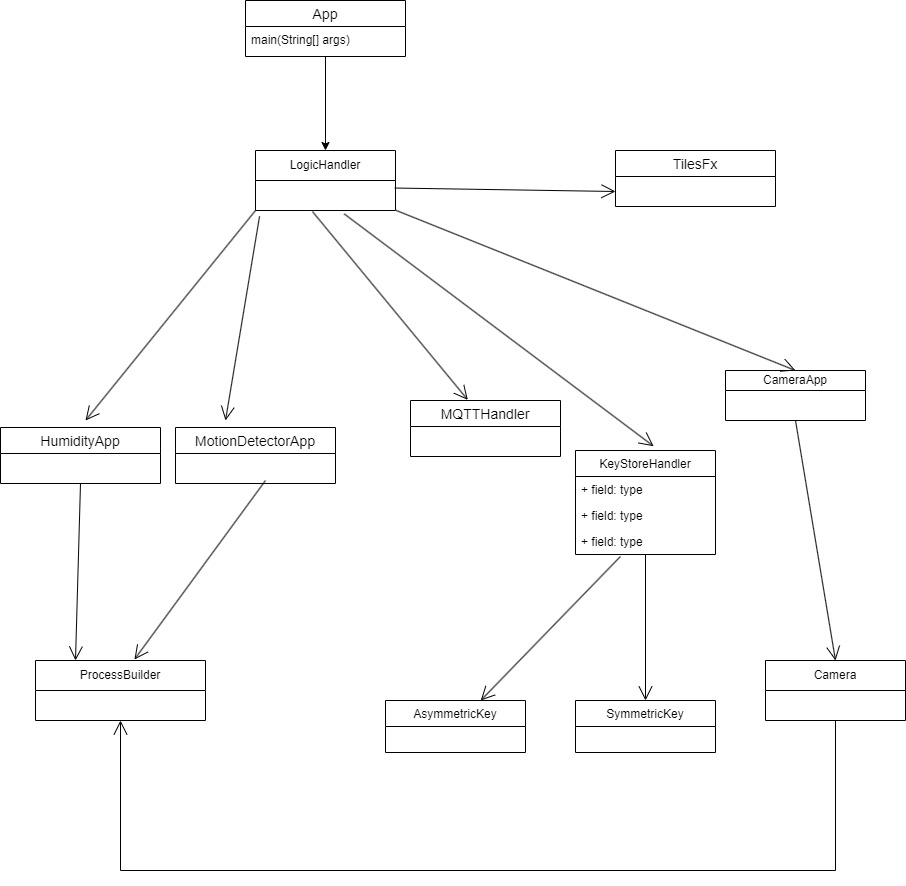 App
main(String[] args)
LogicHandler
TilesFx
CameraApp
MQTTHandler
HumidityApp
MotionDetectorApp
KeyStoreHandler
+ field: type
+ field: type
+ field: type
ProcessBuilder
Camera
AsymmetricKey
SymmetricKey